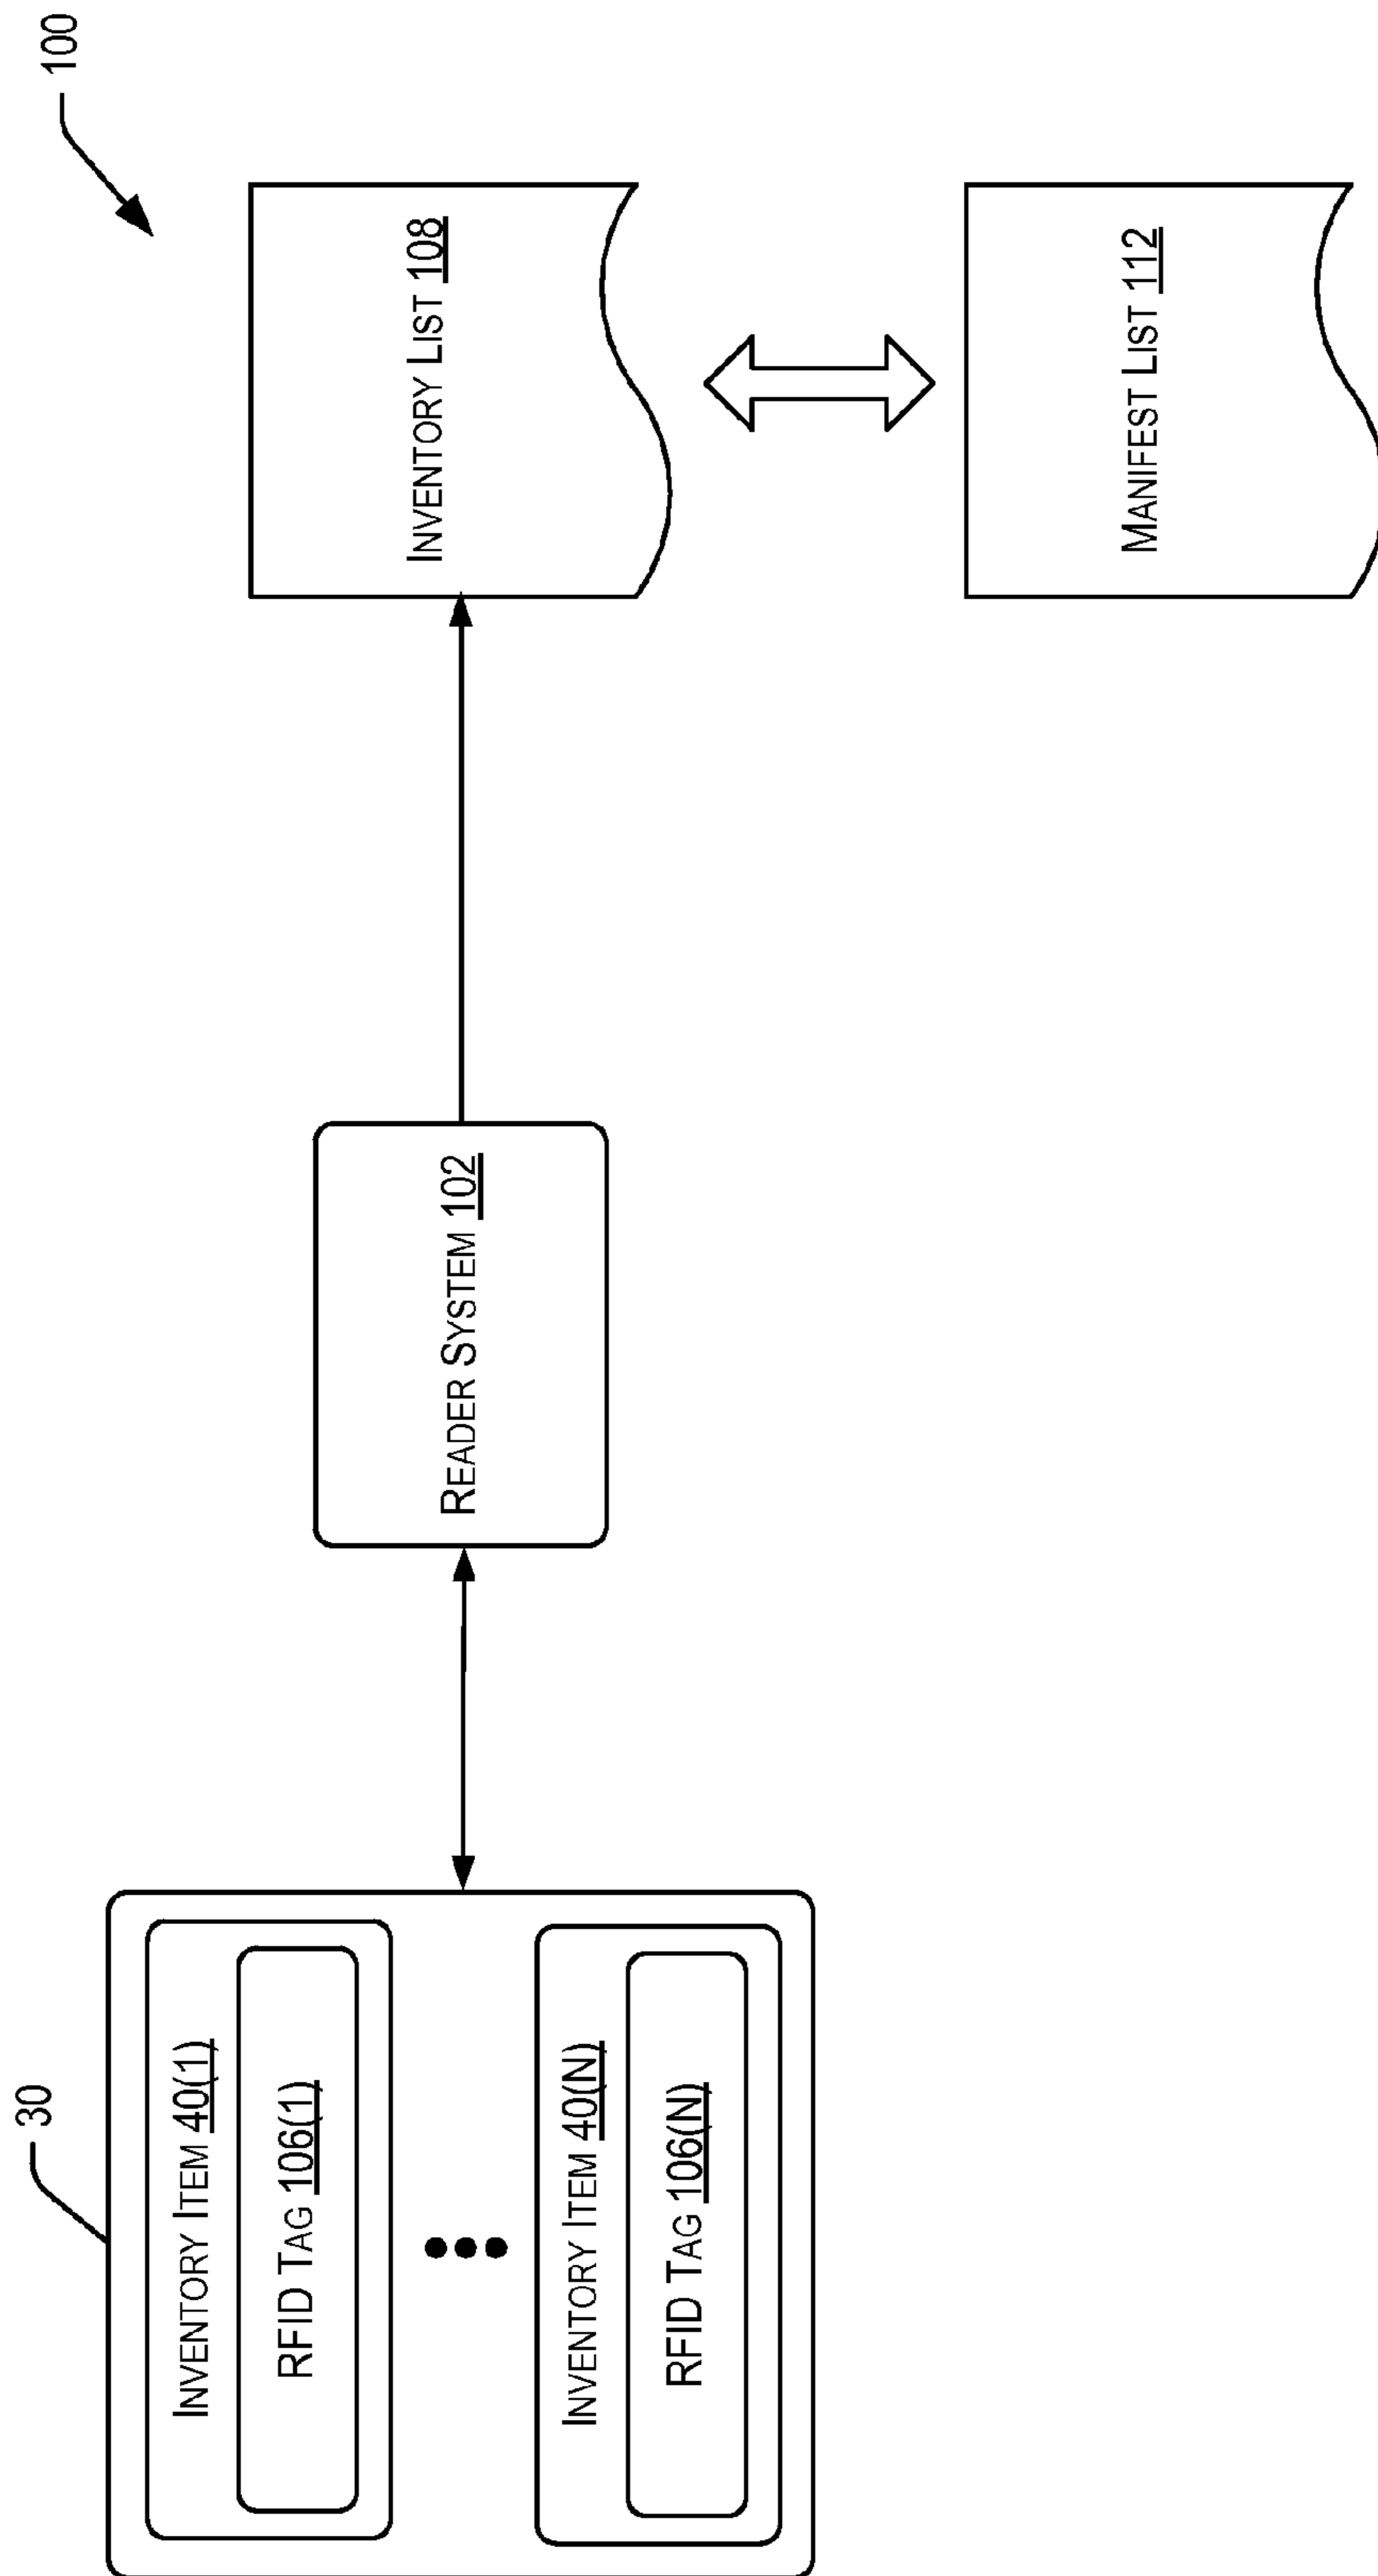 100
30
INVENTORY ITEM 40(1)
RFID TAG 106(1)
INVENTORY ITEM 40(N)
RFID TAG 106(N)
READER SYSTEM 102
INVENTORY LIST 108
MANIFEST LIST 112